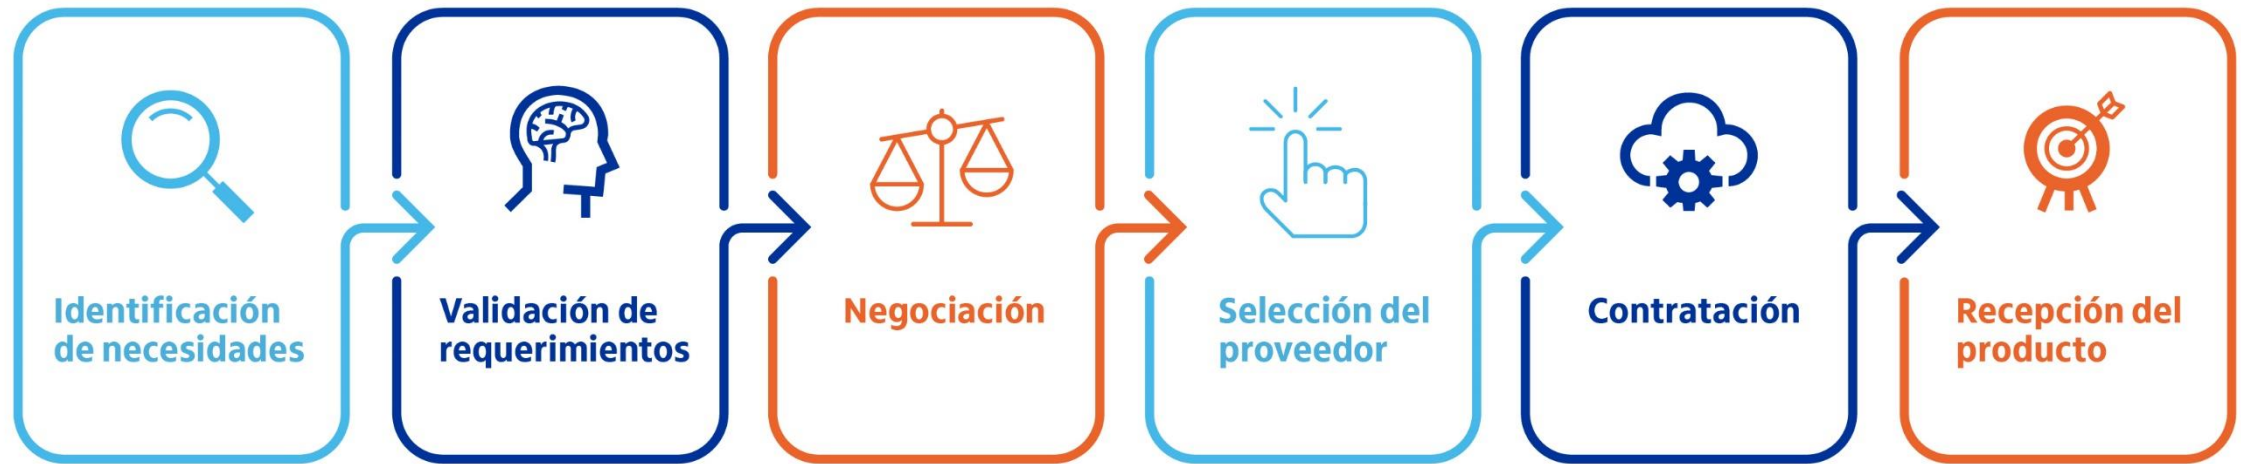 Identificación
de necesidades
Validación de
requerimientos
Negociación
Selección del
proveedor
Contratación
Recepción del
producto